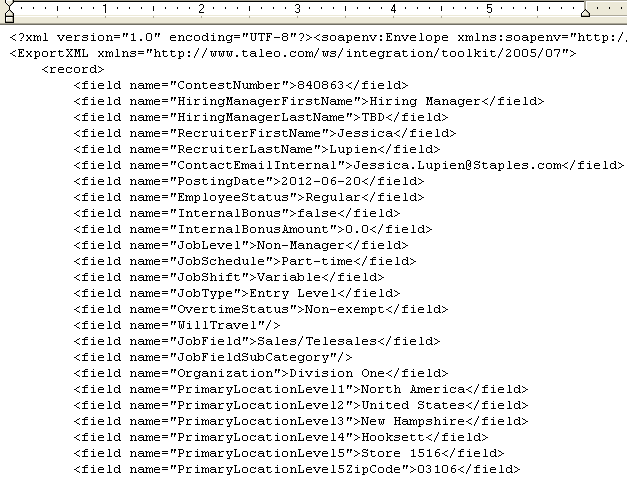 1 2 3 4 5
<?xml version="1.0" encoding="UTF-8"?><soapenv:Envelope xmlns:soapenv="http:/
<ExportXML xmlns="http://www.taleo.com/ws/integration/toolkit/2005/07">
<record>
<field name="ContestNumber">840863</field>
<field name="HiringManagerFirstName">Hiring Manager</field>
<field name="HiringManagerLastName">TBD</field>
<field name="RecruiterFirstName">Jessica</field>
<field name="RecruiterLastName">Lupien</field>
<field name="ContactEmailInternal">Jessica.Lupien@Staples.com</field>
<field name="PostingDate">2012-06-20</field>
<field name="EmployeeStatus">Regular</field>
<field name="InternalBonus">false</field>
<field name="InternalBonusAmount">0.0</field>
<field name="JobLevel">Non-Manager</field>
<field name="JobSchedule">Part-time</field>
<field name="JobShift">Variable</field>
<field name="JobType">Entry Level</field>
<field name="OvertimeStatus">Non-exempt</field>
<field name="WillTravel"/>
<field name="JobField">Sales/Telesales</field>
<field name="JobFieldSubCategory"/>
<field name="Organization">Division One</field>
<field name="PrimaryLocationLevel1">North America</field>
<field name="PrimaryLocationLevel2">United States</field>
<field name="PrimaryLocationLevel3">New Hampshire</field>
<field name="PrimaryLocationLevel4">Hooksett</field>
<field name="PrimaryLocationLevel5">Store 1516</field>
<field name="PrimaryLocationLevel5ZipCode">03106</field>